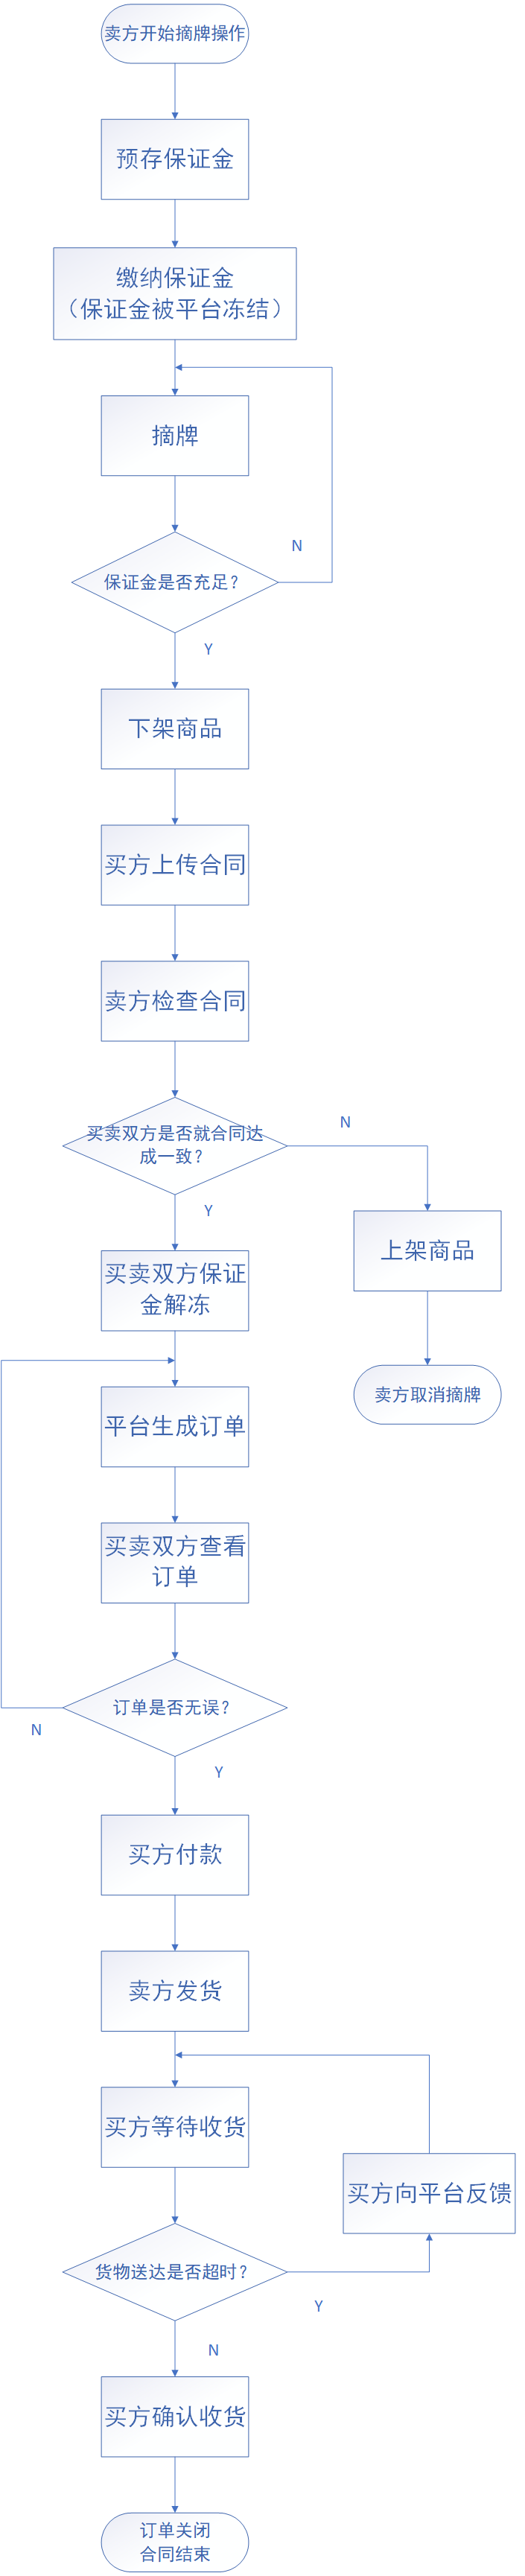 卖方开始摘牌操作
预存保证金
缴纳保证金
（保证金被平台冻结）
摘牌
N
保证金是否充足？
Y
下架商品
买方上传合同
卖方检查合同
N
买卖双方是否就合同达
成一致？
Y
上架商品
买卖双方保证
金解冻
卖方取消摘牌
平台生成订单
买卖双方查看
订单
订单是否无误？
N
Y
买方付款
卖方发货
买方等待收货
买方向平台反馈
货物送达是否超时？
Y
N
买方确认收货
订单关闭
合同结束